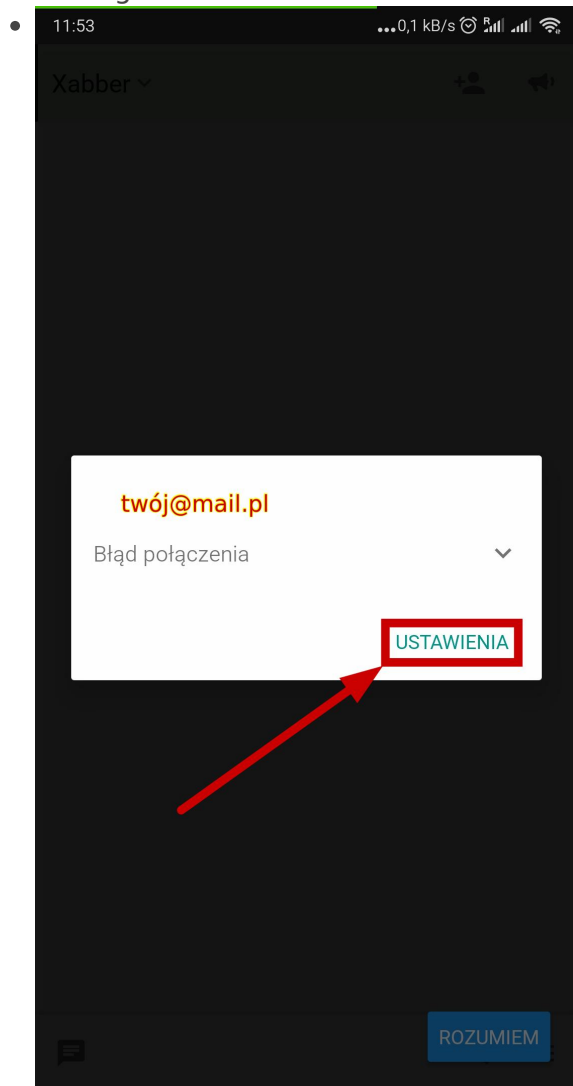 11:53
...0,1 kB/s
R
Xabber
twój@mail.pl
Błąd połączenia
USTAWIENIA
ROZUMIEM